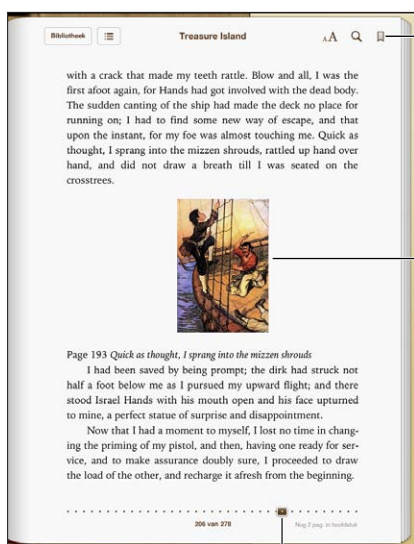 Bibliotheek
Treasure Island
AA
with a crack that made my teeth rattle. Blow and all, I was the
first afoot again, for Hands had got involved with the dead body.
The sudden canting of the ship had made the deck no place for
running on; I had to find some new way of escape, and that
upon the instant, for my foe was almost touching me. Quick as
thought, I sprang into the mizzen shrouds, rattled up hand over
hand, and did not draw a breath till I was seated on the
crosstrees.
Page 193 Quick as thought, I sprang into the mizzen shrouds
I had been saved by being prompt; the dirk had struck not
half a foot below me as I pursued my upward flight; and there
stood Israel Hands with his mouth open and his face upturned
to mine, a perfect statue of surprise and disappointment.
Now that I had a moment to myself, I lost no time in chang-
ing the priming of my pistol, and then, having one ready for ser-
vice, and to make assurance doubly sure, I proceeded to draw
the load of the other, and recharge it afresh from the beginning.
206 van 278
Nog 2 pag. in hoofdstuk